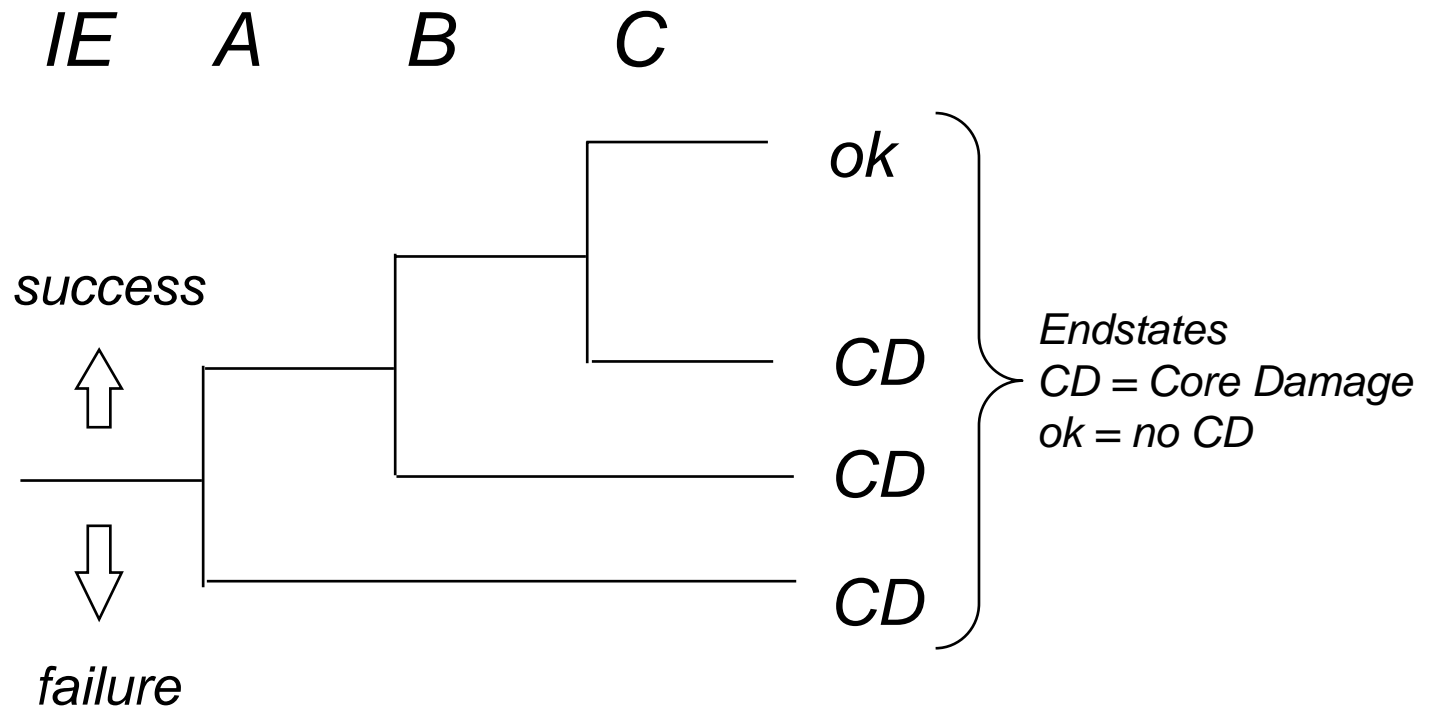 IE A B C
ok
success
Endstates
CD
CD = Core Damage
ok = no CD
CD
CD
failure